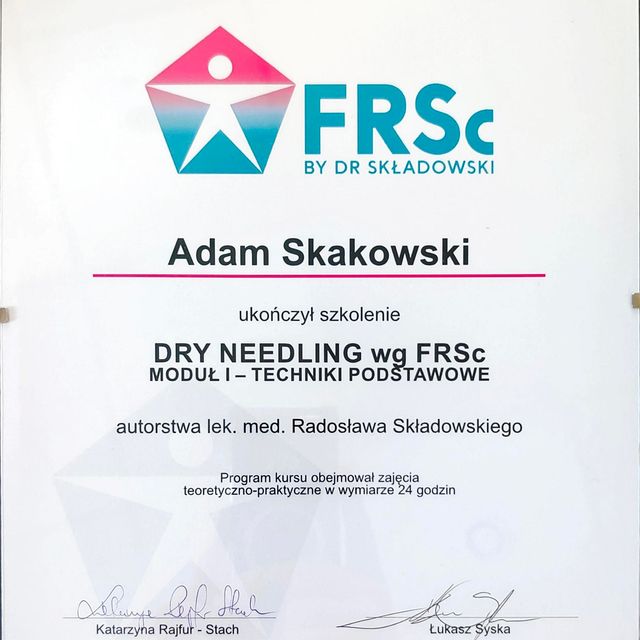 FRSc
BY DR SKŁADOWSKI
Adam Skakowski
ukończył szkolenie
DRY NEEDLING wg FRSc
MODUŁ I – TECHNIKI PODSTAWOWE
autorstwa lek. med. Radosława Składowskiego
Program kursu obejmował zajęcia
teoretyczno-praktyczne w wymiarze 24 godzin
Katarzyna Rajfur - Stach
Łukasz Syska